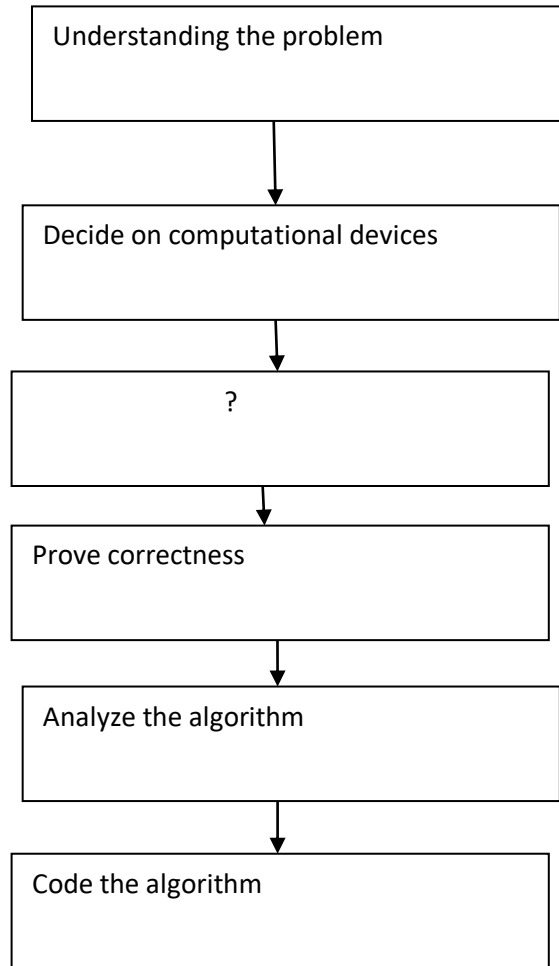 Understanding the problem
Decide on computational devices
?
Prove correctness
Analyze the algorithm
Code the algorithm